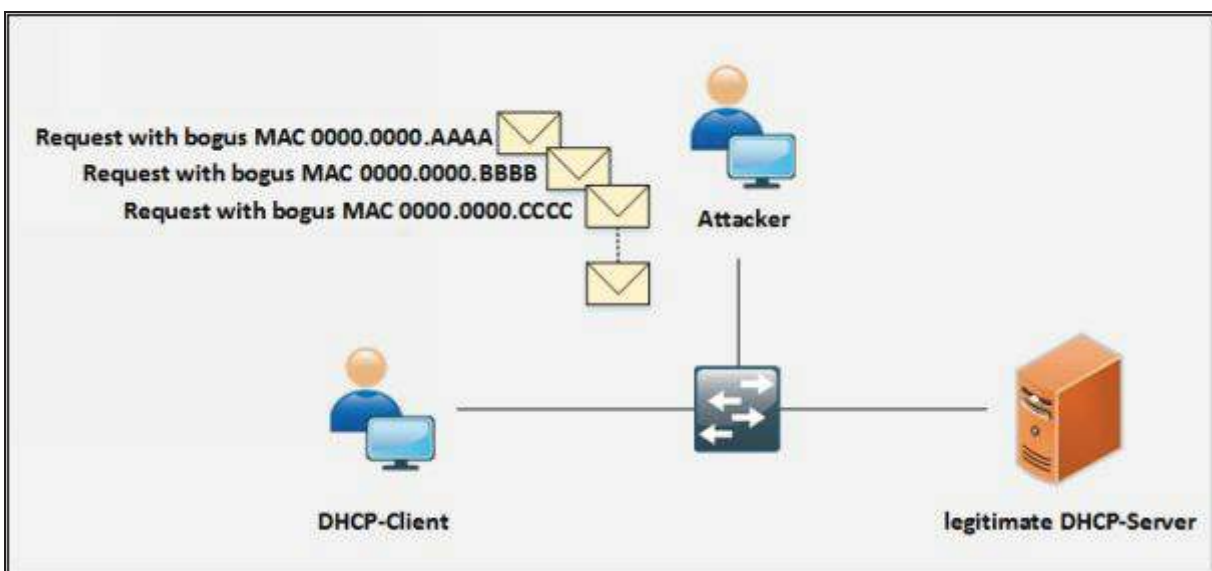 Request with bogus MAC 0000.0000.AAAA
Request with bogus MAC 0000.0000.BBBB
Request with bogus MAC 0000.0000.CCCC
Attacker
DHCP-Client
legitimate DHCP-Server